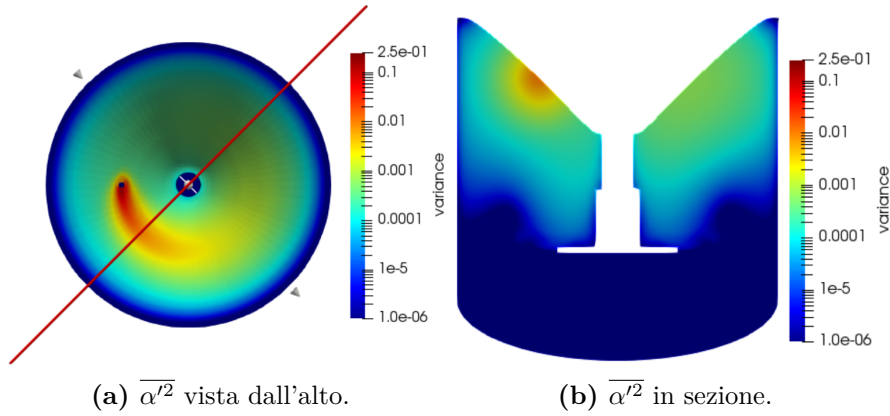 2.5e-01
0.1
0.01
0.001
0.0001
1e-5
1.0e-06
variance
2.5e-01
0.1
0.01
0.001
0.0001
1e-5
1.0e-06
variance
(a) $\overline{\alpha'^2}$ vista dall'alto.
(b) $\overline{\alpha'^2}$ in sezione.